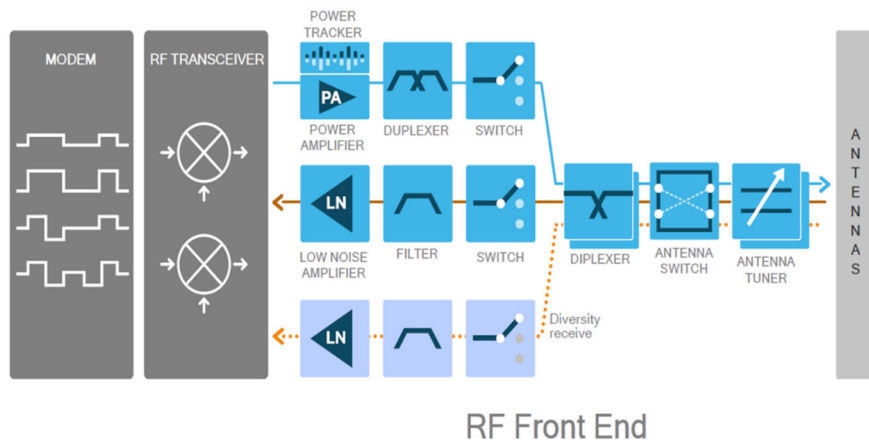 POWER
TRACKER
MODEM
RF TRANSCEIVER
PA
POWER
AMPLIFIER
DUPLEXER
SWITCH
LN
LOW NOISE
AMPLIFIER
FILTER
SWITCH
DIPLEXER
ANTENNA
SWITCH
ANTENNA
TUNER
ANTENNAS
LN
Diversity
receive
RF Front End